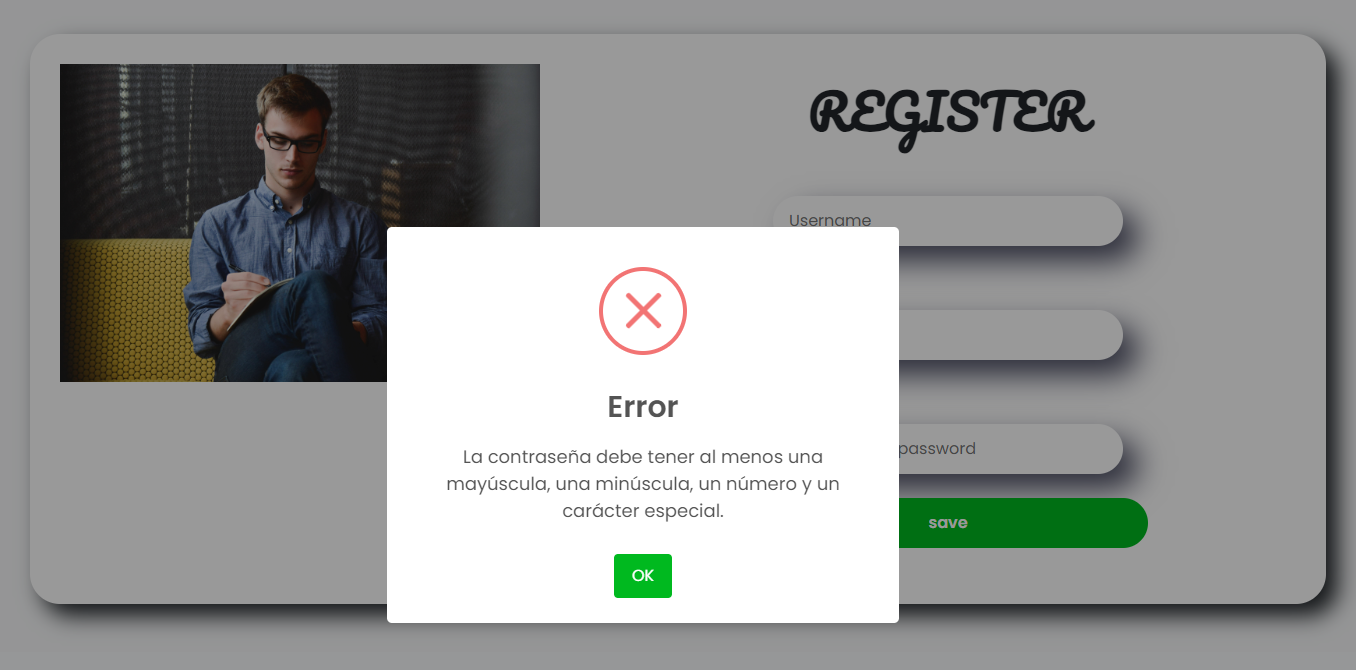 REGISTER
Username
password
save
Error
La contraseña debe tener al menos una
mayúscula, una minúscula, un número y un
carácter especial.
OK